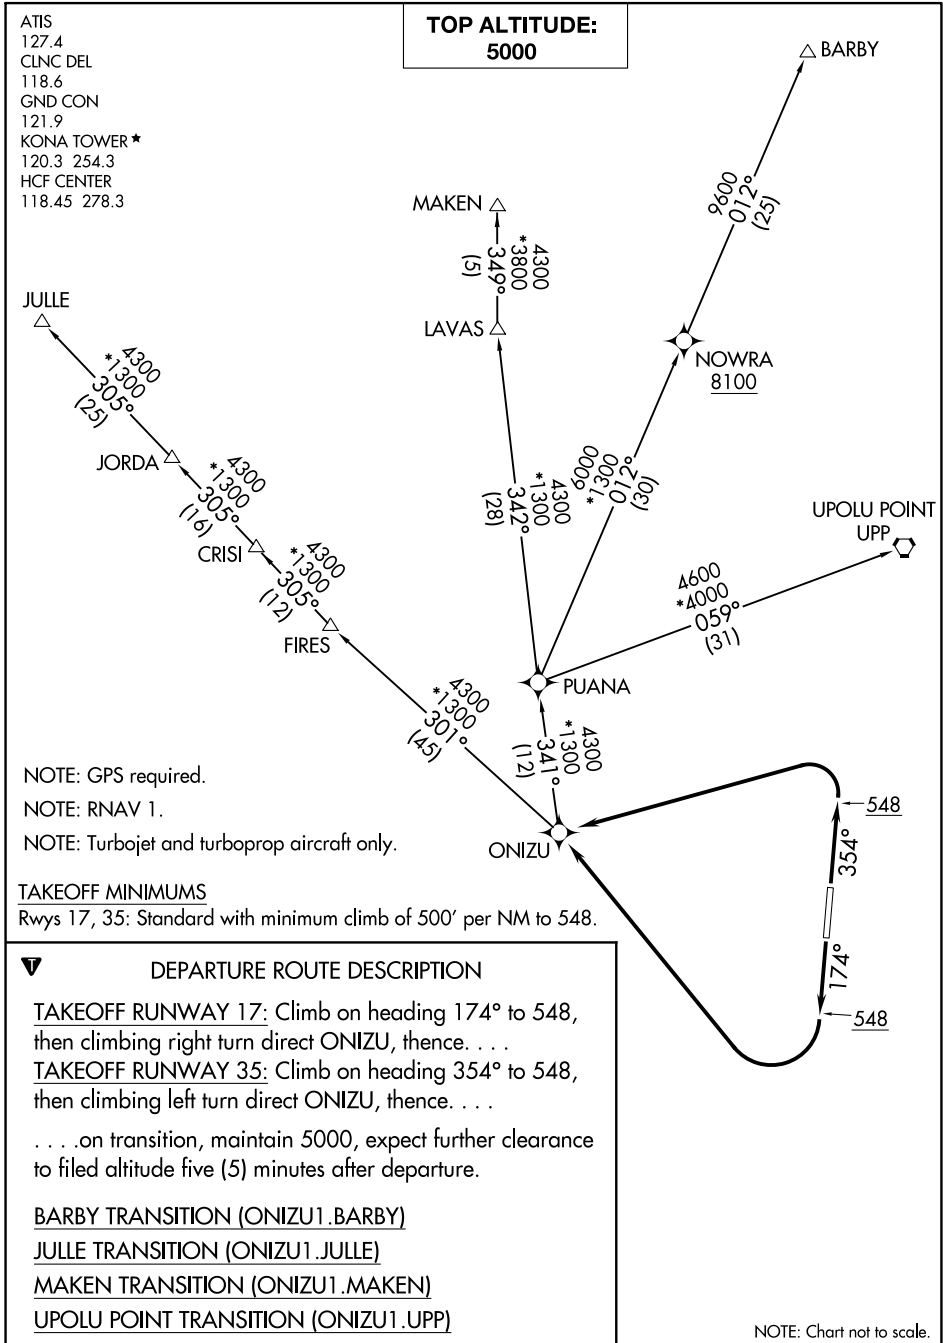 ATIS
127.4
CLNC DEL
118.6
GND CON
121.9
KONA TOWER★
120.3 254.3
HCF CENTER
118.45 278.3
TOP ALTITUDE:
5000
BARBY
9600
012°
(25)
MAKEN
4300
*3800
349°
(5)
LAVAS
JULLE
4300
*1300
305°
(25)
NOWRA
8100
JORDA
4300
*1300
305°
(16)
CRISI
4300
*1300
342°
(28)
6000
*1300
012°
(30)
UPOLU POINT
UPP
4300
*1300
305°
(12)
FIRES
4600
*4000
059°
(31)
PUANA
4300
*1300
301°
(45)
4300
*1300
341°
(12)
ONIZU
548
354°
174°
548
NOTE: GPS required.
NOTE: RNAV 1.
NOTE: Turbojet and turboprop aircraft only.
TAKEOFF MINIMUMS
Rwys 17, 35: Standard with minimum climb of 500' per NM to 548.
T
DEPARTURE ROUTE DESCRIPTION
TAKEOFF RUNWAY 17: Climb on heading 174° to 548,
then climbing right turn direct ONIZU, thence. . . .
TAKEOFF RUNWAY 35: Climb on heading 354° to 548,
then climbing left turn direct ONIZU, thence. . . .
. . . .on transition, maintain 5000, expect further clearance
to filed altitude five (5) minutes after departure.
BARBY TRANSITION (ONIZU1.BARBY)
JULLE TRANSITION (ONIZU1.JULLE)
MAKEN TRANSITION (ONIZU1.MAKEN)
UPOLU POINT TRANSITION (ONIZU1.UPP)
NOTE: Chart not to scale.